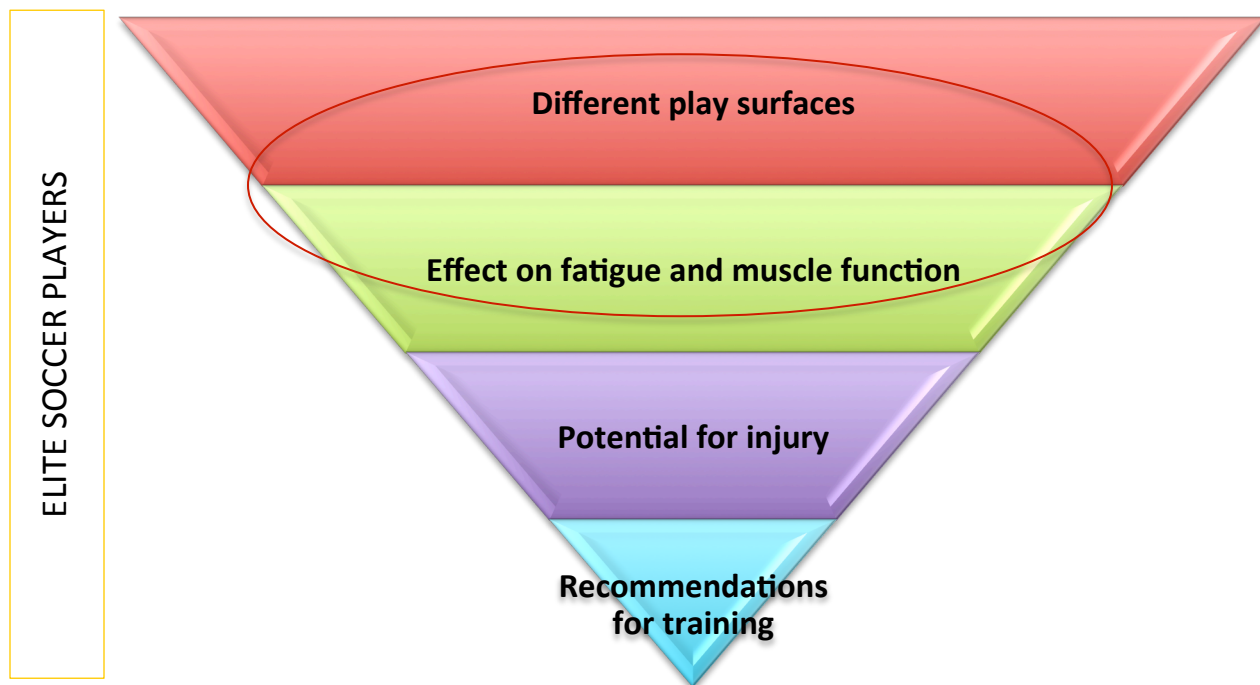 ELITE SOCCER PLAYERS
Different play surfaces
Effect on fatigue and muscle function
Potential for injury
Recommendations
for training